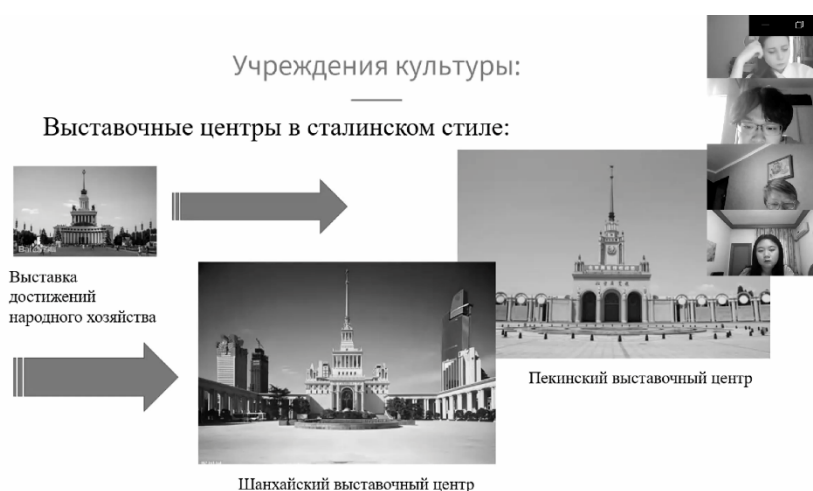 Учреждения культуры:
Выставочные центры в сталинском стиле:
Выставка
достижений
народного хозяйства
Пекинский выставочный центр
Шанхайский выставочный центр